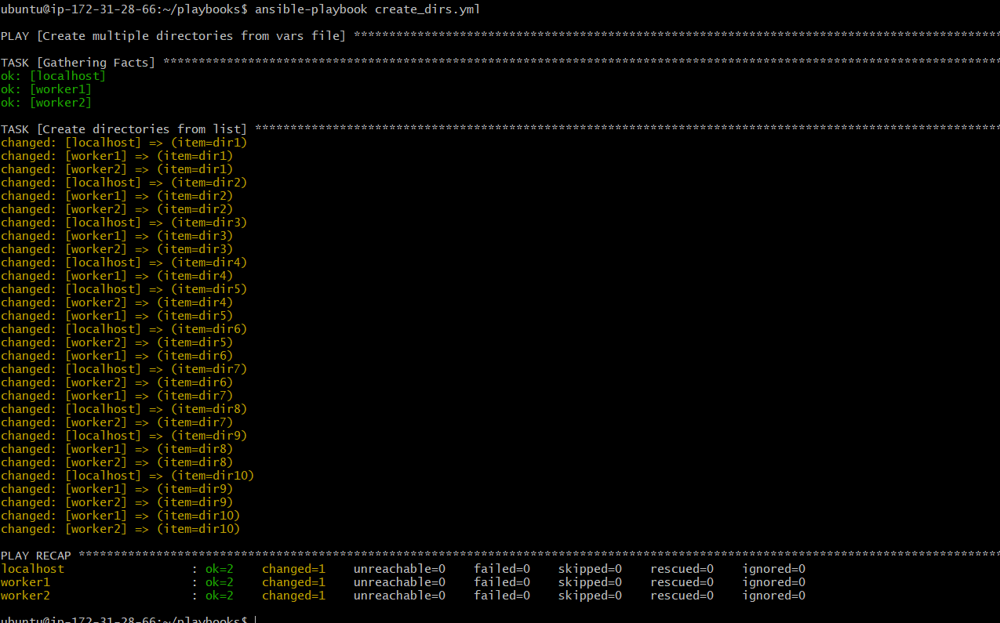 ubuntu@ip-172-31-28-66:~/playbooks$ ansible-playbook create_dirs.yml
PLAY [Create multiple directories from vars file] ********************************************************************************************
TASK [Gathering Facts] ***********************************************************************************************************************
ok: [localhost]
ok: [worker1]
ok: [worker2]
TASK [Create directories from list] **********************************************************************************************************
changed: [localhost] => (item=dir1)
changed: [worker1] => (item=dir1)
changed: [worker2] => (item=dir1)
changed: [localhost] => (item=dir2)
changed: [worker1] => (item=dir2)
changed: [worker2] => (item=dir2)
changed: [localhost] => (item=dir3)
changed: [worker1] => (item=dir3)
changed: [worker2] => (item=dir3)
changed: [localhost] => (item=dir4)
changed: [worker1] => (item=dir4)
changed: [localhost] => (item=dir5)
changed: [worker2] => (item=dir4)
changed: [worker1] => (item=dir5)
changed: [localhost] => (item=dir6)
changed: [worker2] => (item=dir5)
changed: [worker1] => (item=dir6)
changed: [localhost] => (item=dir7)
changed: [worker2] => (item=dir6)
changed: [worker1] => (item=dir7)
changed: [localhost] => (item=dir8)
changed: [worker2] => (item=dir7)
changed: [localhost] => (item=dir9)
changed: [worker1] => (item=dir8)
changed: [worker2] => (item=dir8)
changed: [localhost] => (item=dir10)
changed: [worker1] => (item=dir9)
changed: [worker2] => (item=dir9)
changed: [worker1] => (item=dir10)
changed: [worker2] => (item=dir10)
PLAY RECAP ***********************************************************************************************************************************
localhost                  : ok=2    changed=1    unreachable=0    failed=0    skipped=0    rescued=0    ignored=0
worker1                    : ok=2    changed=1    unreachable=0    failed=0    skipped=0    rescued=0    ignored=0
worker2                    : ok=2    changed=1    unreachable=0    failed=0    skipped=0    rescued=0    ignored=0
ubuntu@ip-172-31-28-66:~/playbooks$